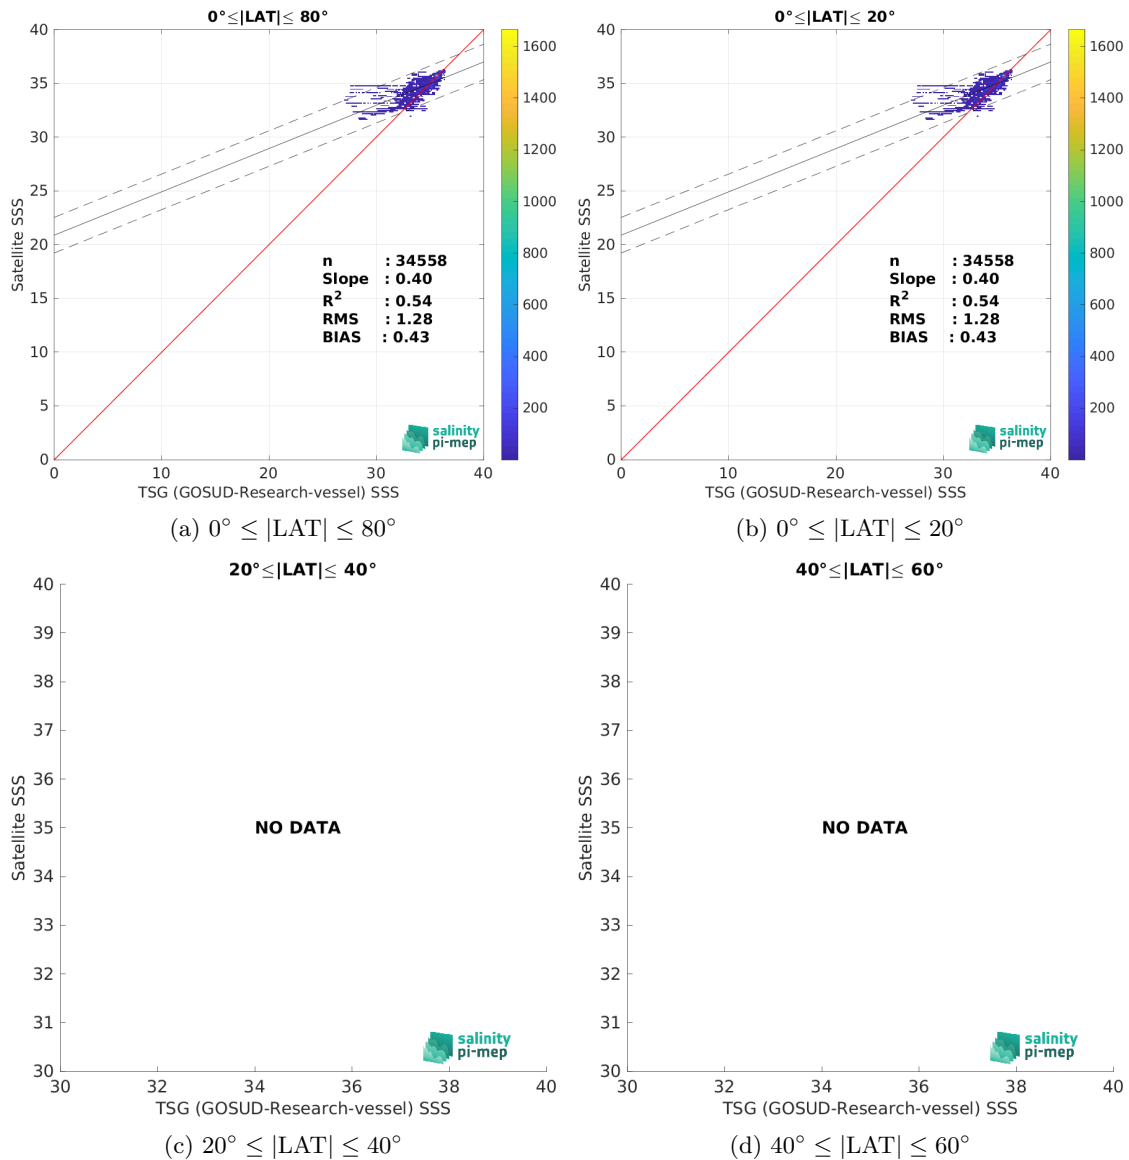 0°≤|LAT|≤ 80°
40
35
30
25
20
15
10
5
0
Satellite SSS
n : 34558
Slope : 0.40
R² : 0.54
RMS : 1.28
BIAS : 0.43
salinity
pi-mep
0 10 20 30 40
TSG (GOSUD-Research-vessel) SSS
1600
1400
1200
1000
800
600
400
200
(a) 0° ≤ |LAT| ≤ 80°
0°≤|LAT|≤ 20°
40
35
30
25
20
15
10
5
0
Satellite SSS
n : 34558
Slope : 0.40
R² : 0.54
RMS : 1.28
BIAS : 0.43
salinity
pi-mep
0 10 20 30 40
TSG (GOSUD-Research-vessel) SSS
1600
1400
1200
1000
800
600
400
200
(b) 0° ≤ |LAT| ≤ 20°
20°≤|LAT|≤ 40°
40
39
38
37
36
35
34
33
32
31
30
Satellite SSS
NO DATA
salinity
pi-mep
30 32 34 36 38 40
TSG (GOSUD-Research-vessel) SSS
(c) 20° ≤ |LAT| ≤ 40°
40°≤|LAT|≤ 60°
40
39
38
37
36
35
34
33
32
31
30
Satellite SSS
NO DATA
salinity
pi-mep
30 32 34 36 38 40
TSG (GOSUD-Research-vessel) SSS
(d) 40° ≤ |LAT| ≤ 60°